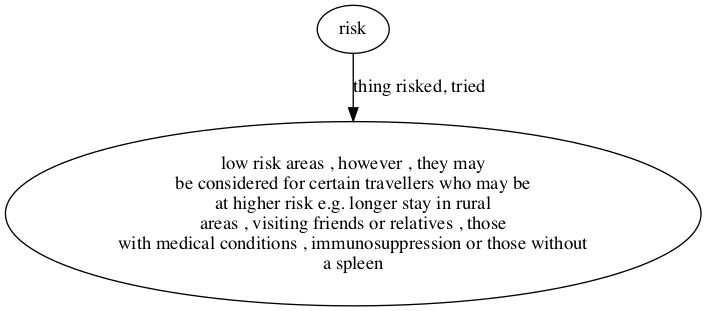 risk
thing risked, tried
low risk areas , however , they may
be considered for certain travellers who may be
at higher risk e.g. longer stay in rural
areas , visiting friends or relatives , those
with medical conditions , immunosuppression or those without
a spleen